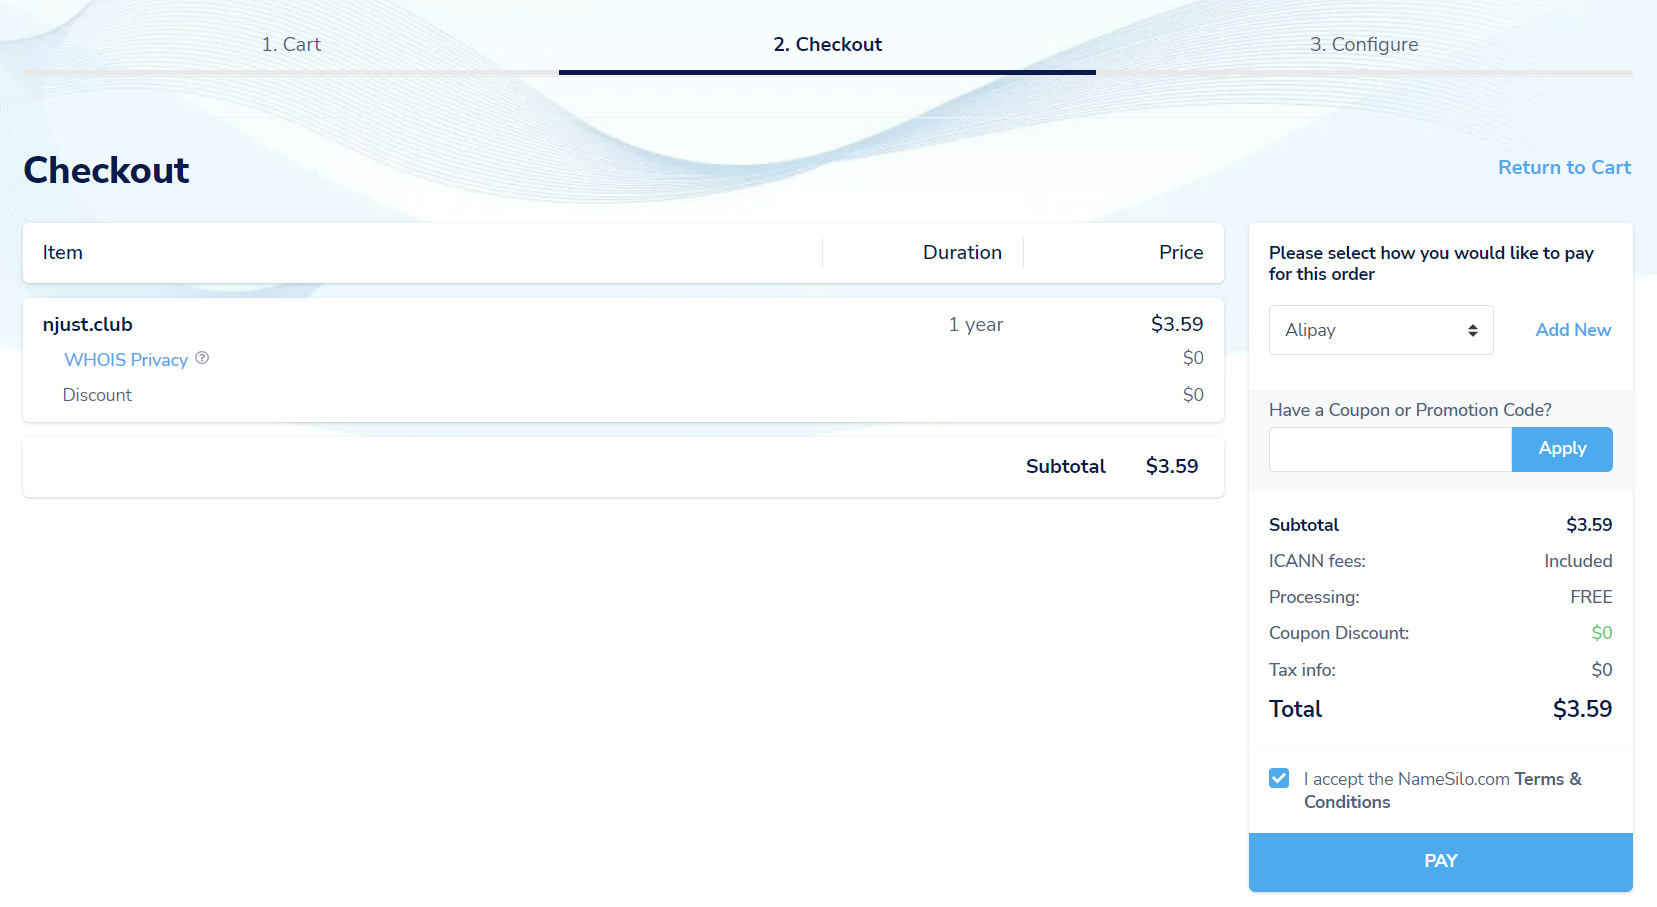 1. Cart
2. Checkout
3. Configure
Checkout
Return to Cart
Item
Duration
Price
njust.club
1 year
$3.59
WHOIS Privacy
$0
Discount
$0
Subtotal
$3.59
Please select how you would like to pay
for this order
Alipay
Add New
Have a Coupon or Promotion Code?
Apply
Subtotal
$3.59
ICANN fees:
Included
Processing:
FREE
Coupon Discount:
$0
Tax info:
$0
Total
$3.59
I accept the NameSilo.com Terms &
Conditions
PAY